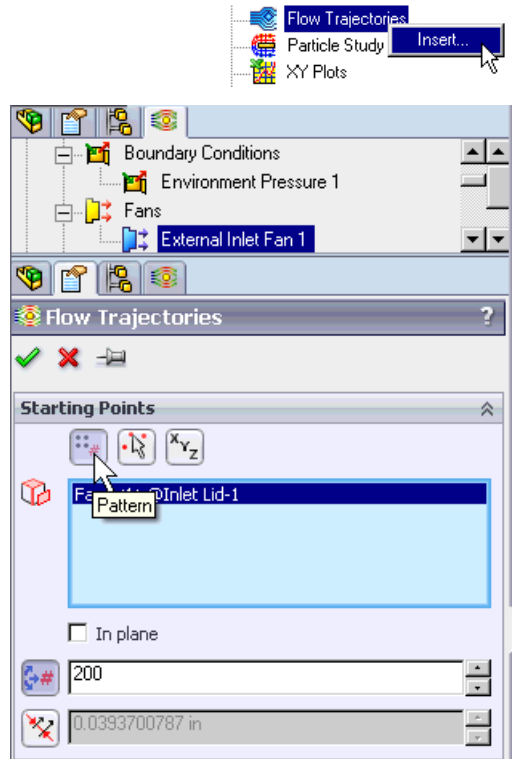 Flow Trajectories
Particle Study
Insert...
XY Plots
Boundary Conditions
Environment Pressure 1
Fans
External Inlet Fan 1
Flow Trajectories
?
Starting Points
X Y Z
@Inlet Lid-1
Pattern
In plane
200
0.0393700787 in